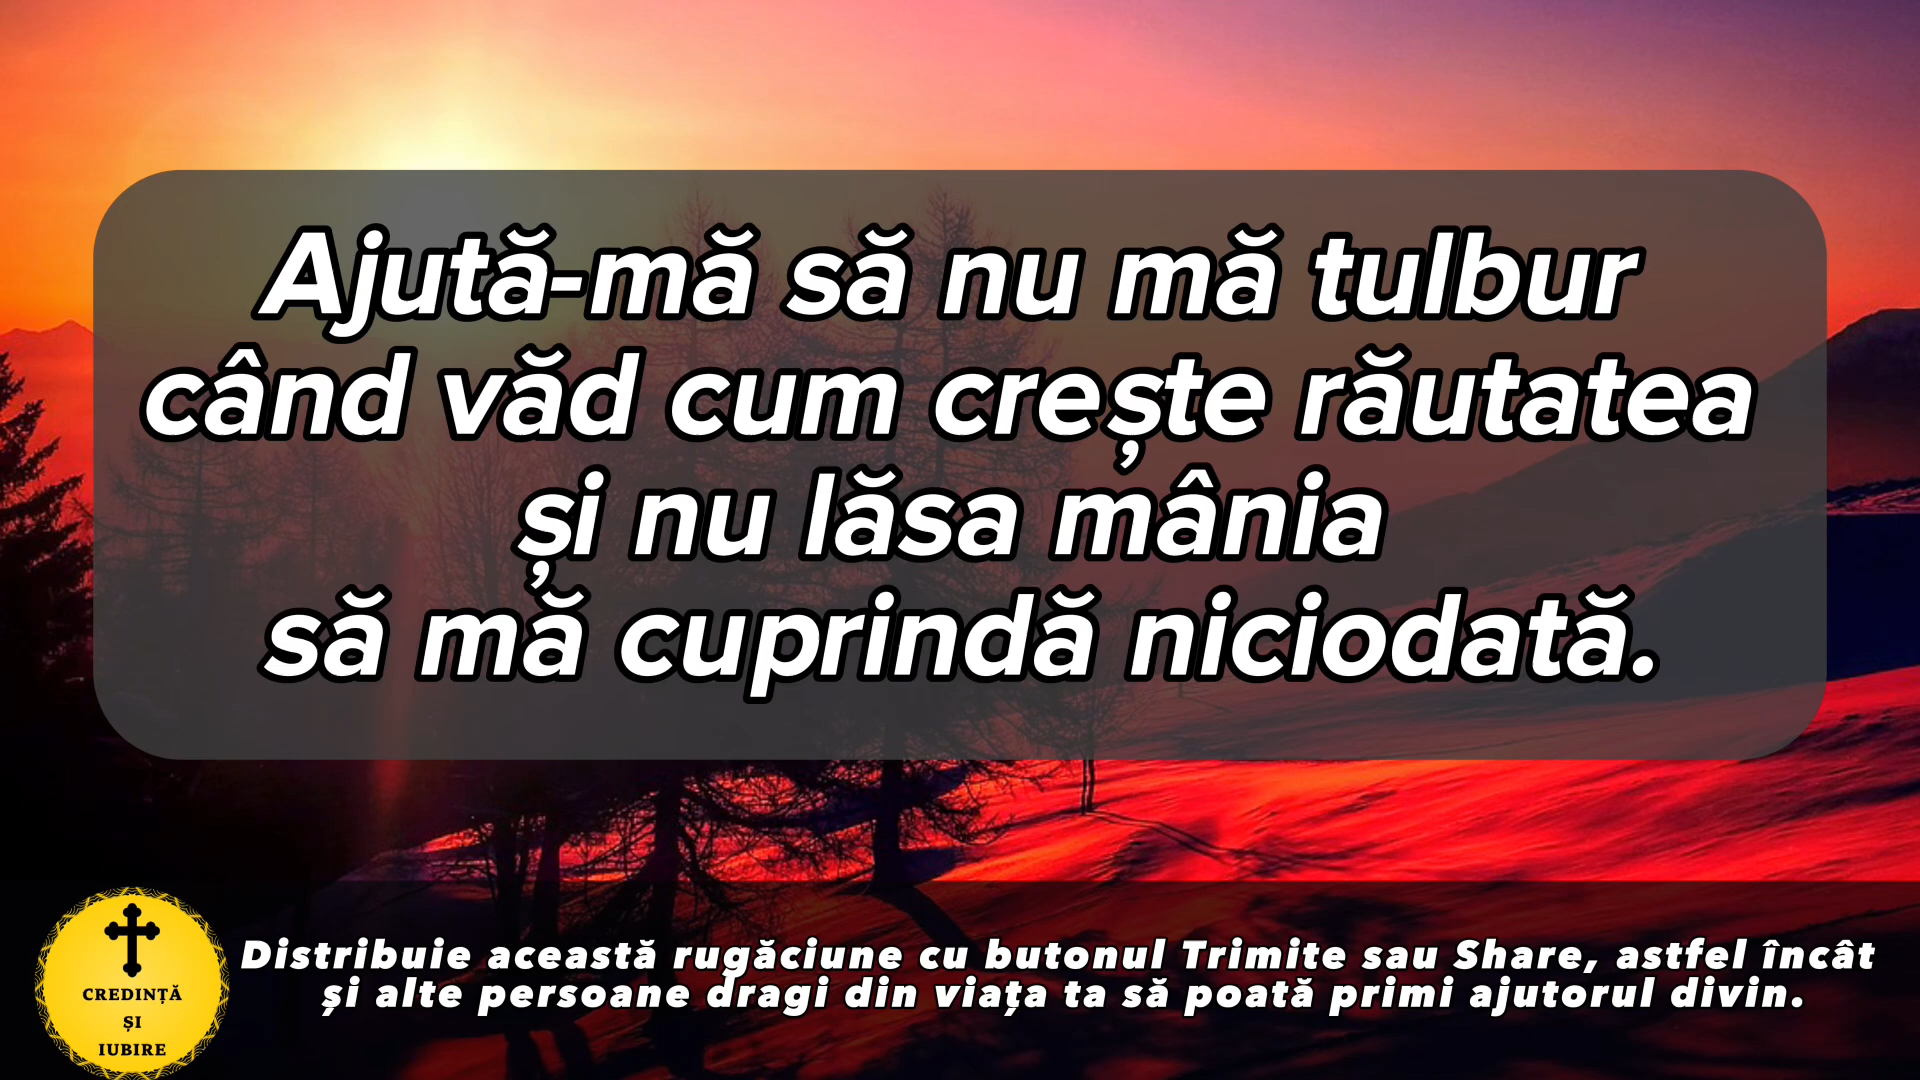 Ajută-mă să nu mă tulbur
când văd cum crește răutatea
și nu lăsa mânia
să mă cuprindă niciodată.
Distribuie această rugăciune cu butonul Trimite sau Share, astfel încât
și alte persoane dragi din viața ta să poată primi ajutorul divin.
CREDINȚĂ
ȘI
IUBIRE